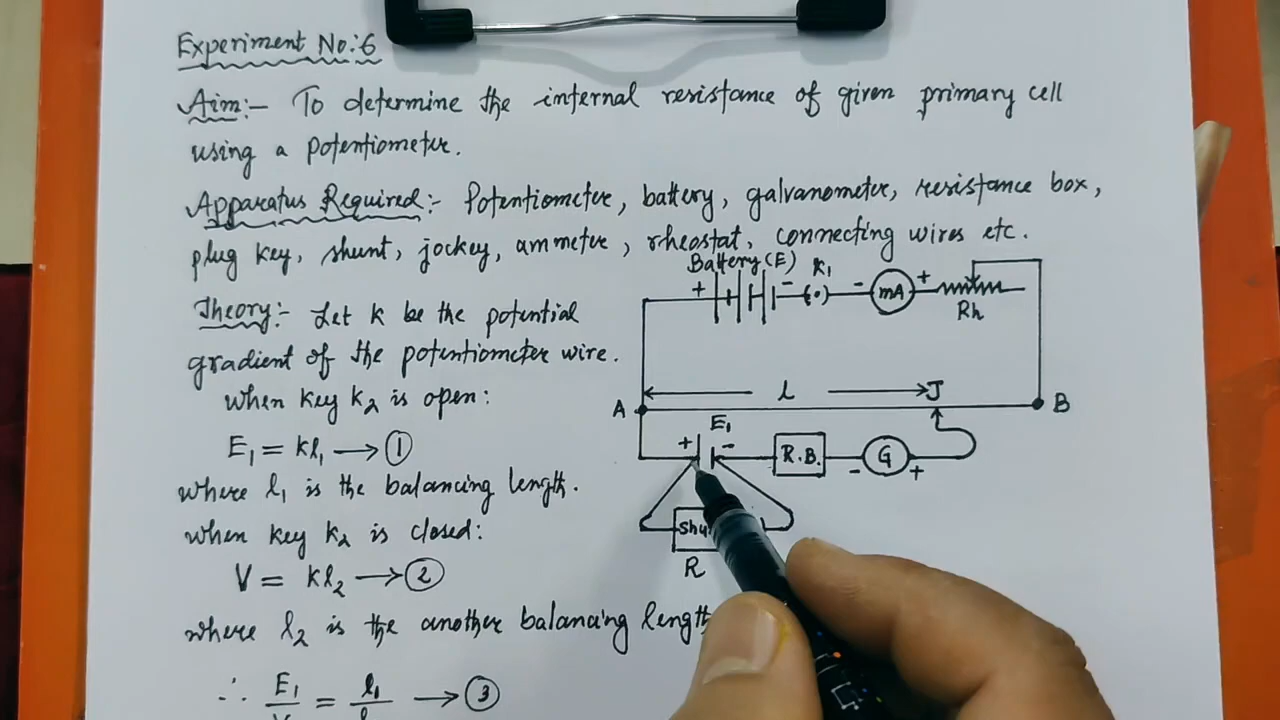 Experiment No:6
Aim:- To determine the internal resistance of given primary cell
using a potentiometer.
Apparatus Required:- Potentiometer, battery, galvanometer, resistance box,
plug key, shunt, jockey, ammeter, rheostat, connecting wires etc.
Theory:- Let K be the potential
gradient of the potentiometer wire.
when key K₂ is open:
E₁ = kl₁ → ①
where l₁ is the balancing length.
when key K₂ is closed:
V = kl₂ → ②
where l₂ is the another balancing length
∴ E₁/V = l₁/l → ③
Battery(E) K₁
+ - - mA +
Rh
l J
A B
E₁
+ - R.B. - G +
R